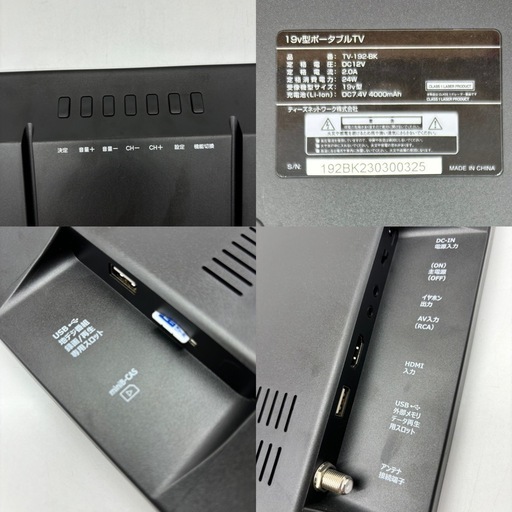 決定 音量+ 音量− CH− CH+ 設定 機能切換
19v型ポータブルTV
品番: TV-192-BK
定格電圧: DC12V
定格電流: 2.0A
定格消費電力: 24W
受像機型サイズ: 19v型
充電池(Li-ion): DC7.4V 4000mAh
CLASS 1 LASER PRODUCT
CLASS 1 LASER PRODUCT
ティーズネットワーク株式会社
S/N: 192BK230300325
MADE IN CHINA
USB
地デジ番組
録画/再生
専用スロット
miniB-CAS
DC-IN
電源入力
(ON)
主電源
(OFF)
イヤホン
出力
AV入力
(RCA)
HDMI
入力
USB
外部メモリ
データ再生
用スロット
アンテナ
接続端子